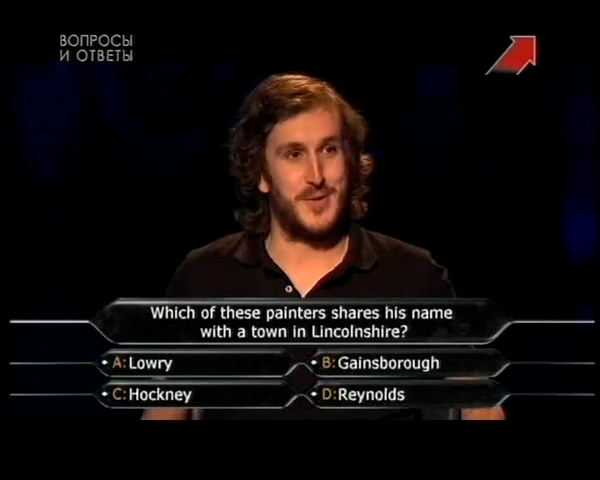 ВОПРОСЫ
И ОТВЕТЫ
Which of these painters shares his name
with a town in Lincolnshire?
A: Lowry
B: Gainsborough
C: Hockney
D: Reynolds